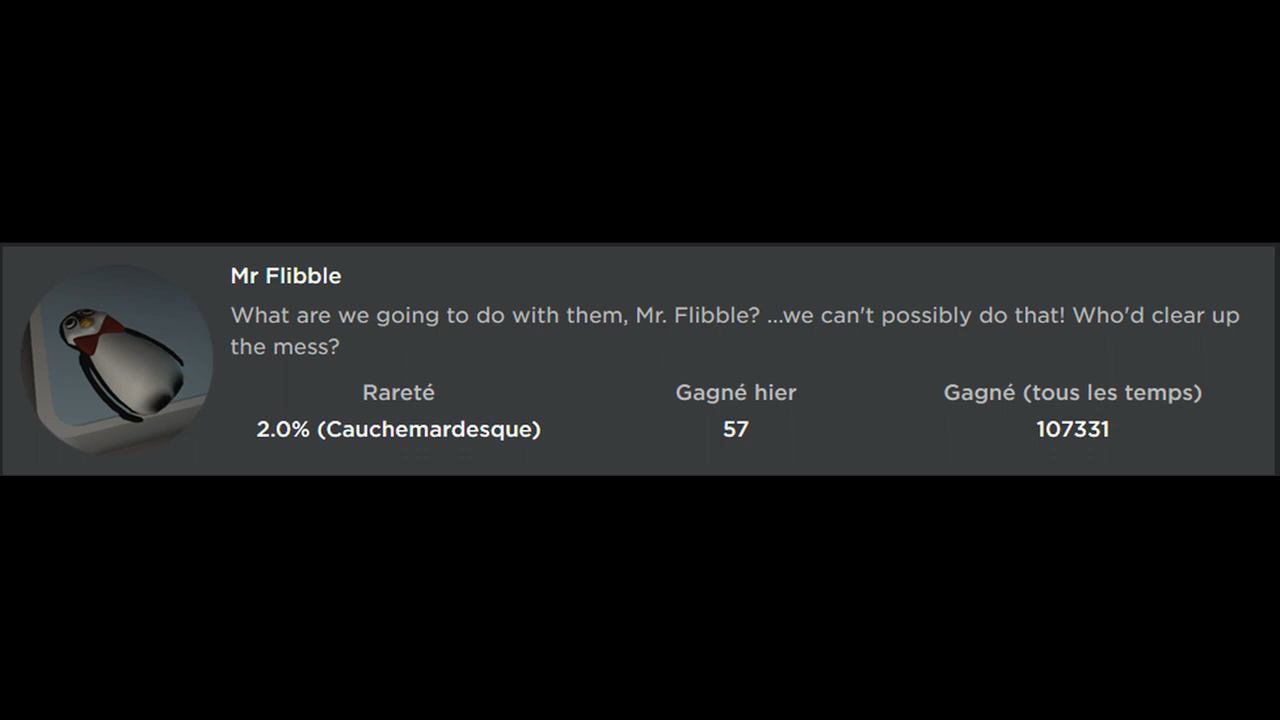 Mr Flibble
What are we going to do with them, Mr. Flibble? ...we can't possibly do that! Who'd clear up
the mess?
Rareté Gagné hier Gagné (tous les temps)
2.0% (Cauchemardesque) 57 107331